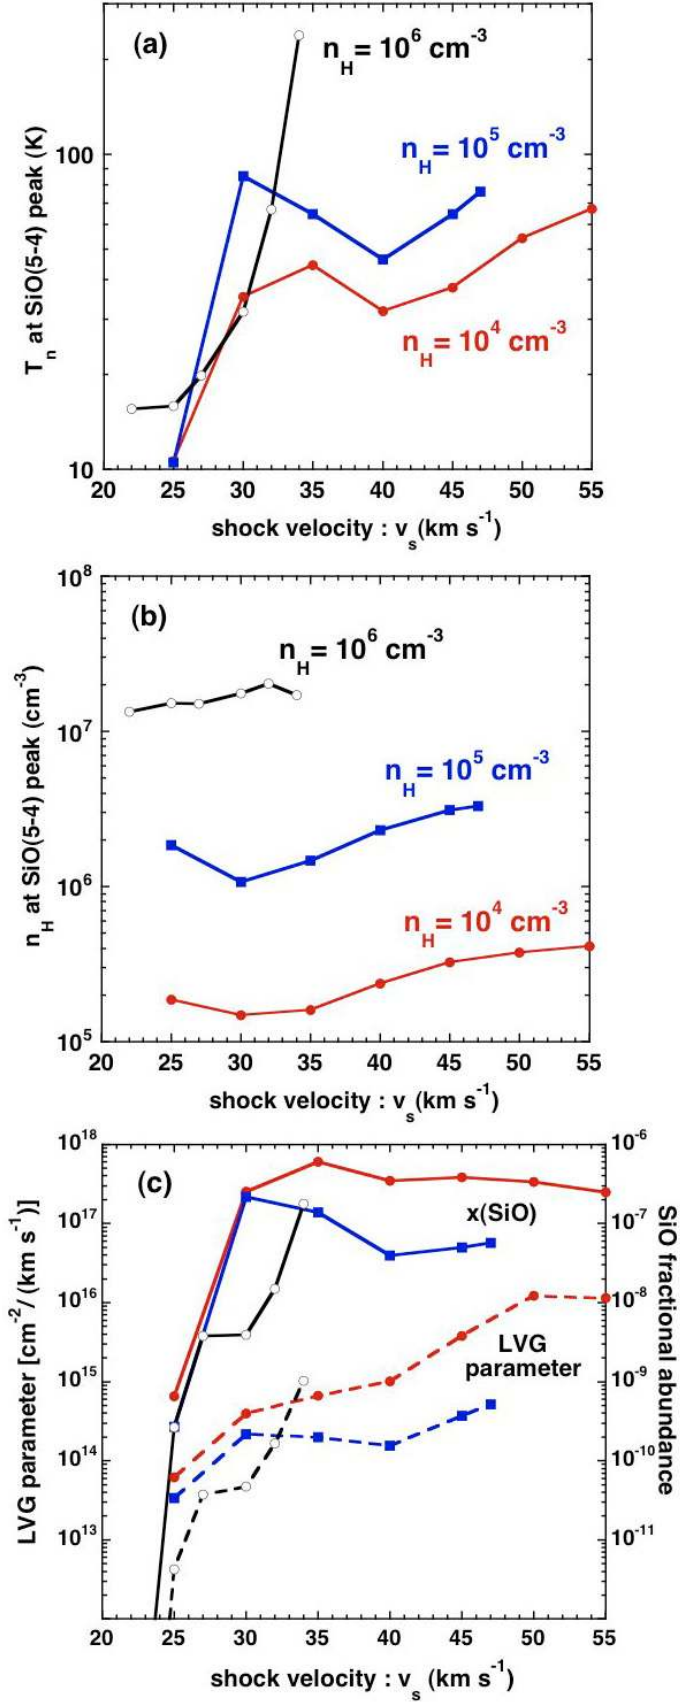 (a)
n_H = 10^6 cm^-3
n_H = 10^5 cm^-3
n_H = 10^4 cm^-3
T_n at SiO(5-4) peak (K)
100
10
20 25 30 35 40 45 50 55
shock velocity : v_s (km s^-1)
(b)
n_H = 10^6 cm^-3
n_H = 10^5 cm^-3
n_H = 10^4 cm^-3
n_H at SiO(5-4) peak (cm^-3)
10^8
10^7
10^6
10^5
20 25 30 35 40 45 50 55
shock velocity : v_s (km s^-1)
(c)
x(SiO)
LVG
parameter
LVG parameter [cm^-2/(km s^-1)]
10^18
10^17
10^16
10^15
10^14
10^13
10^-6
10^-7
10^-8
10^-9
10^-10
10^-11
SiO fractional abundance
20 25 30 35 40 45 50 55
shock velocity : v_s (km s^-1)